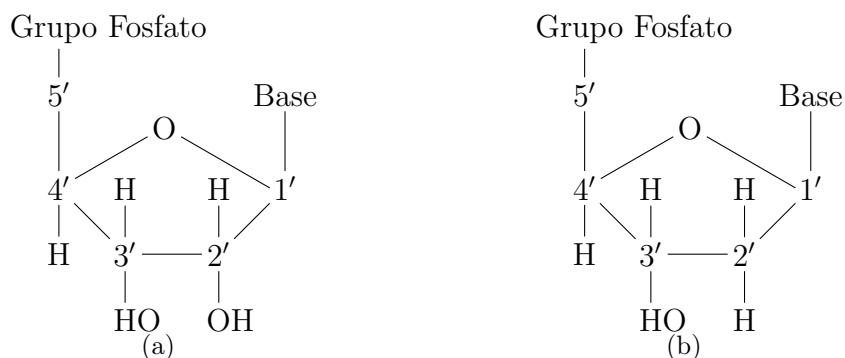 Grupo Fosfato
5′ Base
O
4′ H H 1′
H 3′ 2′
HO OH
(a)
Grupo Fosfato
5′ Base
O
4′ H H 1′
H 3′ 2′
HO H
(b)